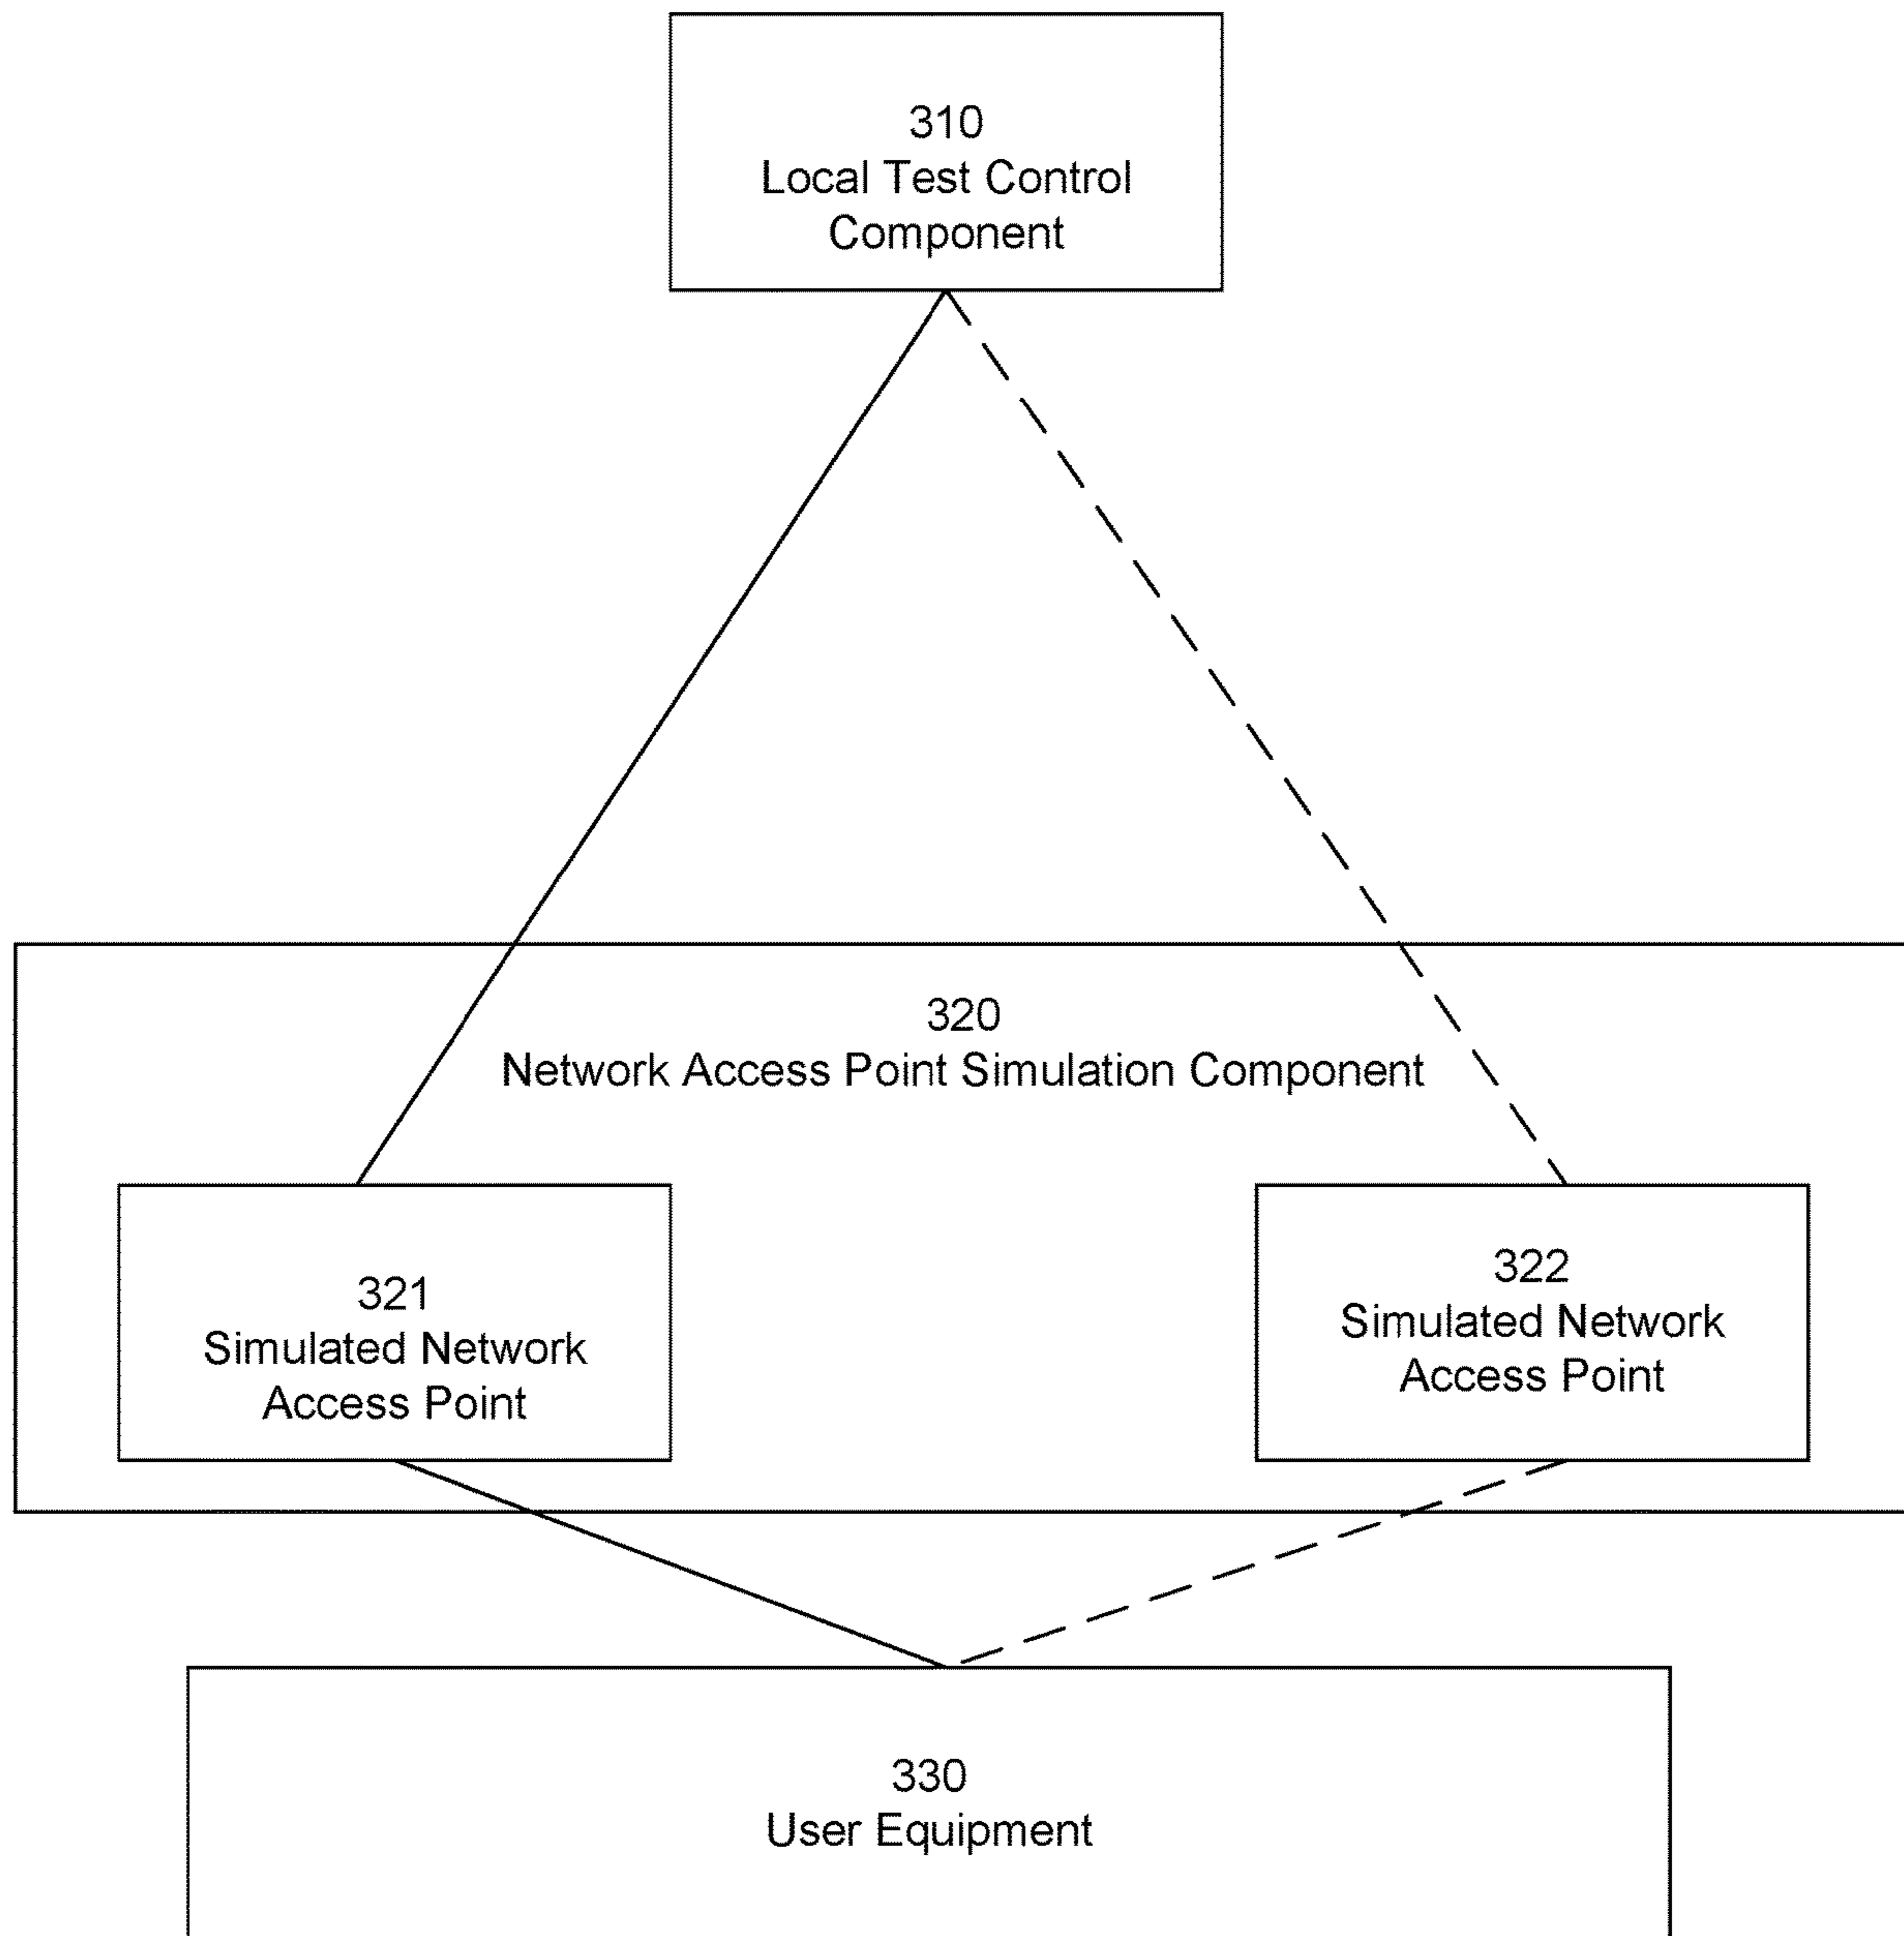 310
Local Test Control
Component
320
Network Access Point Simulation Component
321
Simulated Network
Access Point
322
Simulated Network
Access Point
330
User Equipment